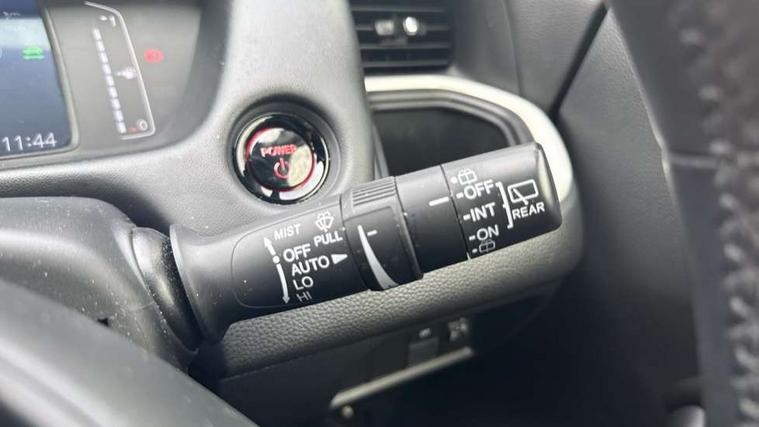 11:44
POWER
MIST
PULL
OFF
AUTO
LO
HI
OFF
INT
ON
REAR